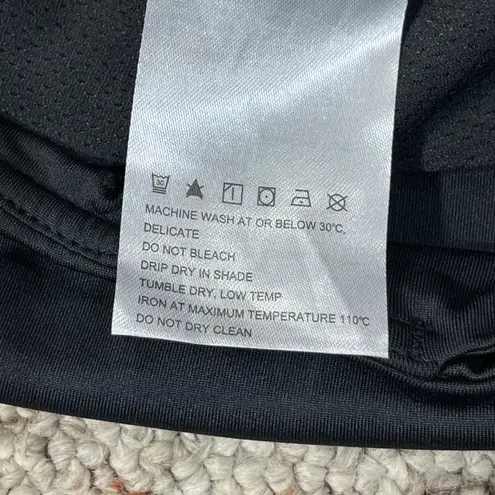 30
MACHINE WASH AT OR BELOW 30℃,
DELICATE
DO NOT BLEACH
DRIP DRY IN SHADE
TUMBLE DRY, LOW TEMP
IRON AT MAXIMUM TEMPERATURE 110℃
DO NOT DRY CLEAN